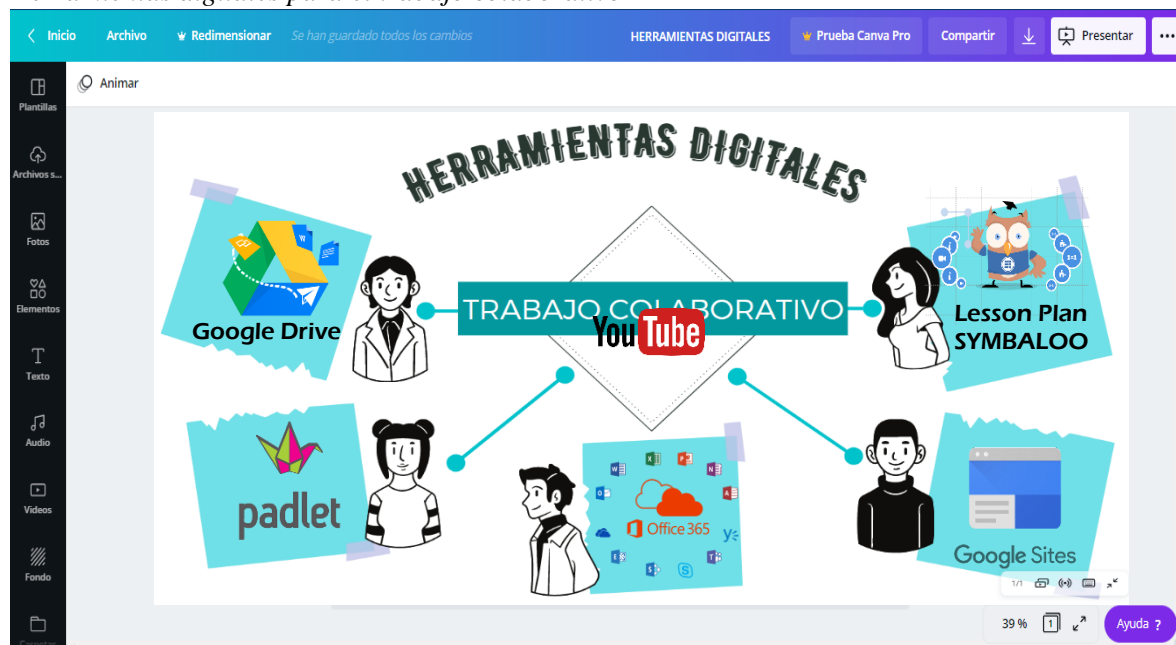 Inicio Archivo Redimensionar Se han guardado todos los cambios HERRAMIENTAS DIGITALES Prueba Canva Pro Compartir Presentar
Animar
Plantillas
Archivos s...
Fotos
Elementos
Texto
Audio
Videos
Fondo
HERRAMIENTAS DIGITALES
Google Drive
TRABAJO COLABORATIVO
YouTube
Lesson Plan
SYMBALOO
padlet
Office 365
Google Sites
1/1
39 % 1 Ayuda ?